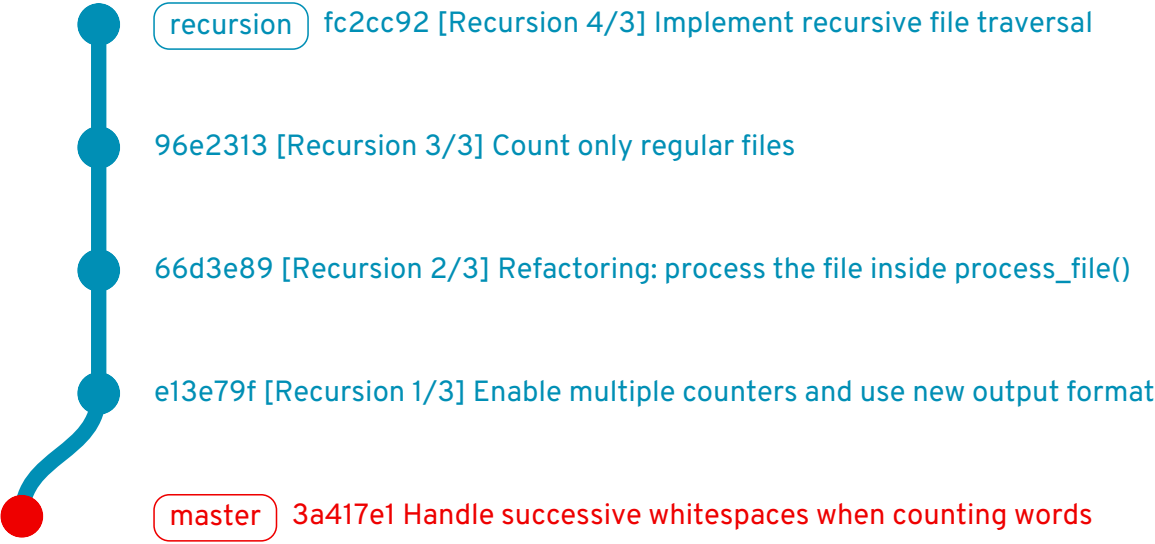 recursion fc2cc92 [Recursion 4/3] Implement recursive file traversal
96e2313 [Recursion 3/3] Count only regular files
66d3e89 [Recursion 2/3] Refactoring: process the file inside process_file()
e13e79f [Recursion 1/3] Enable multiple counters and use new output format
master 3a417e1 Handle successive whitespaces when counting words